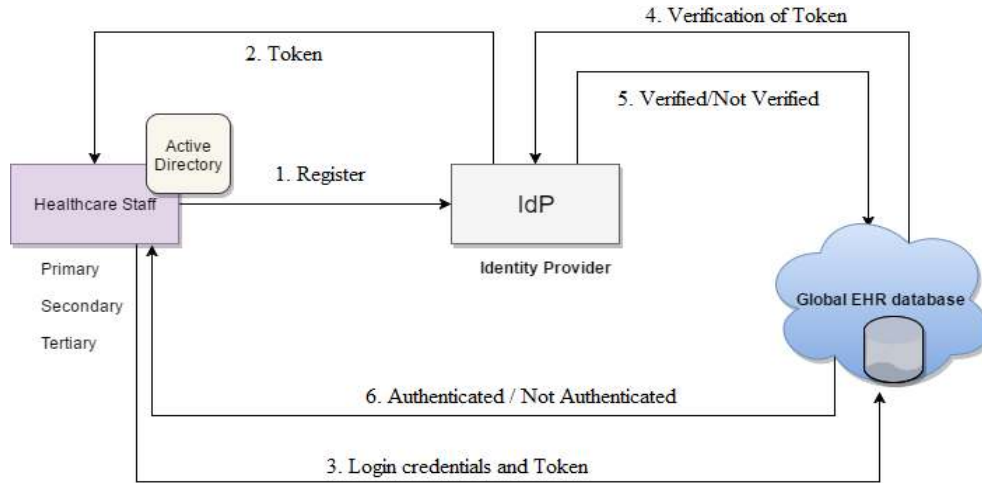 4. Verification of Token
2. Token
5. Verified/Not Verified
Active
Directory
1. Register
Healthcare Staff
IdP
Identity Provider
Primary
Secondary
Tertiary
Global EHR database
6. Authenticated / Not Authenticated
3. Login credentials and Token